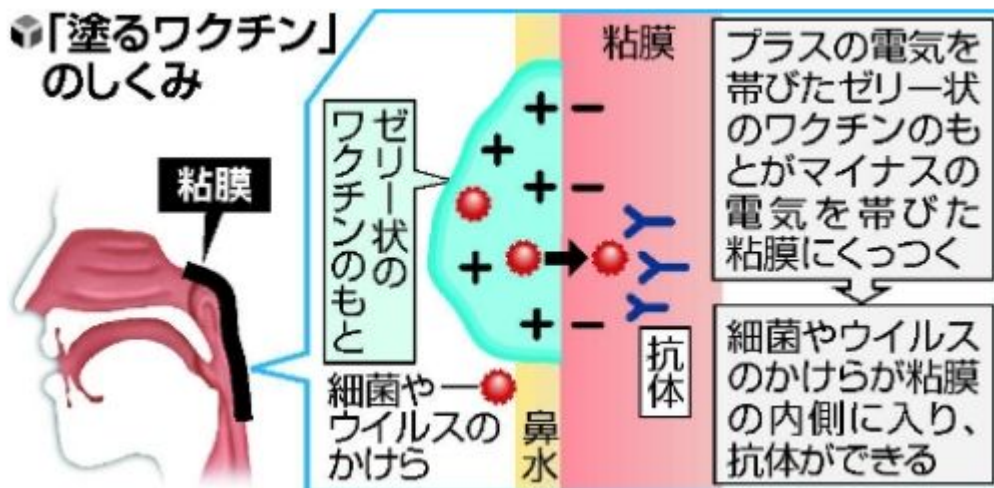 「塗るワクチン」
のしくみ
粘膜
ゼリー状の
ワクチンのもと
細菌や
ウイルスの
かけら
鼻水
粘膜
抗体
プラスの電気を
帯びたゼリー状
のワクチンのも
とがマイナスの
電気を帯びた
粘膜にくっつく
細菌やウイルス
のかけらが粘膜
の内側に入り、
抗体ができる
+ −
+
+ −
+
+ −